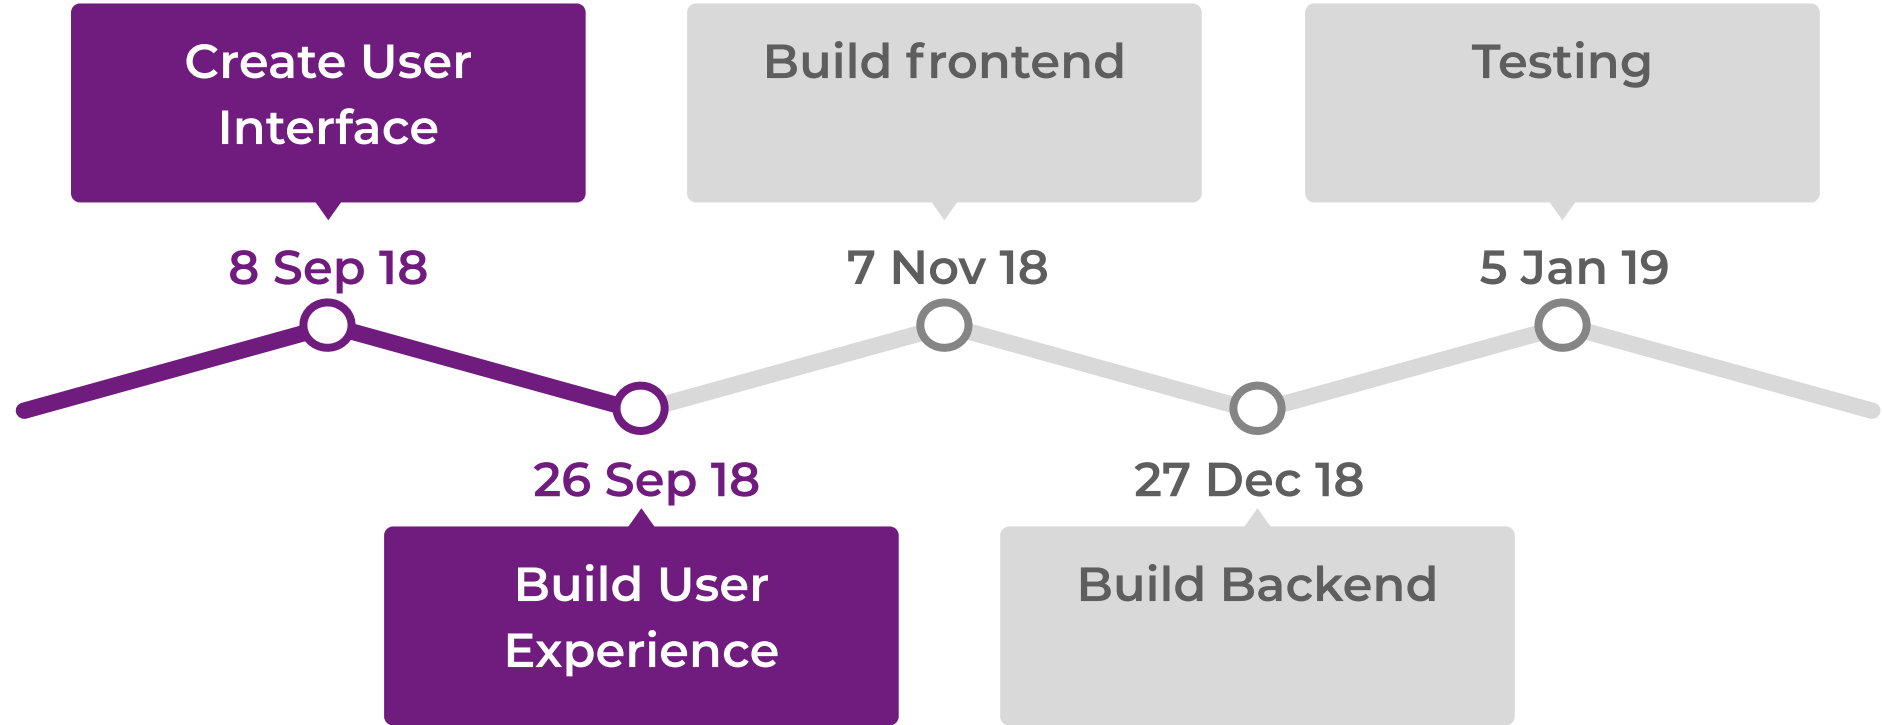 Create User
Interface
8 Sep 18
26 Sep 18
Build User
Experience
Build frontend
7 Nov 18
27 Dec 18
Build Backend
Testing
5 Jan 19